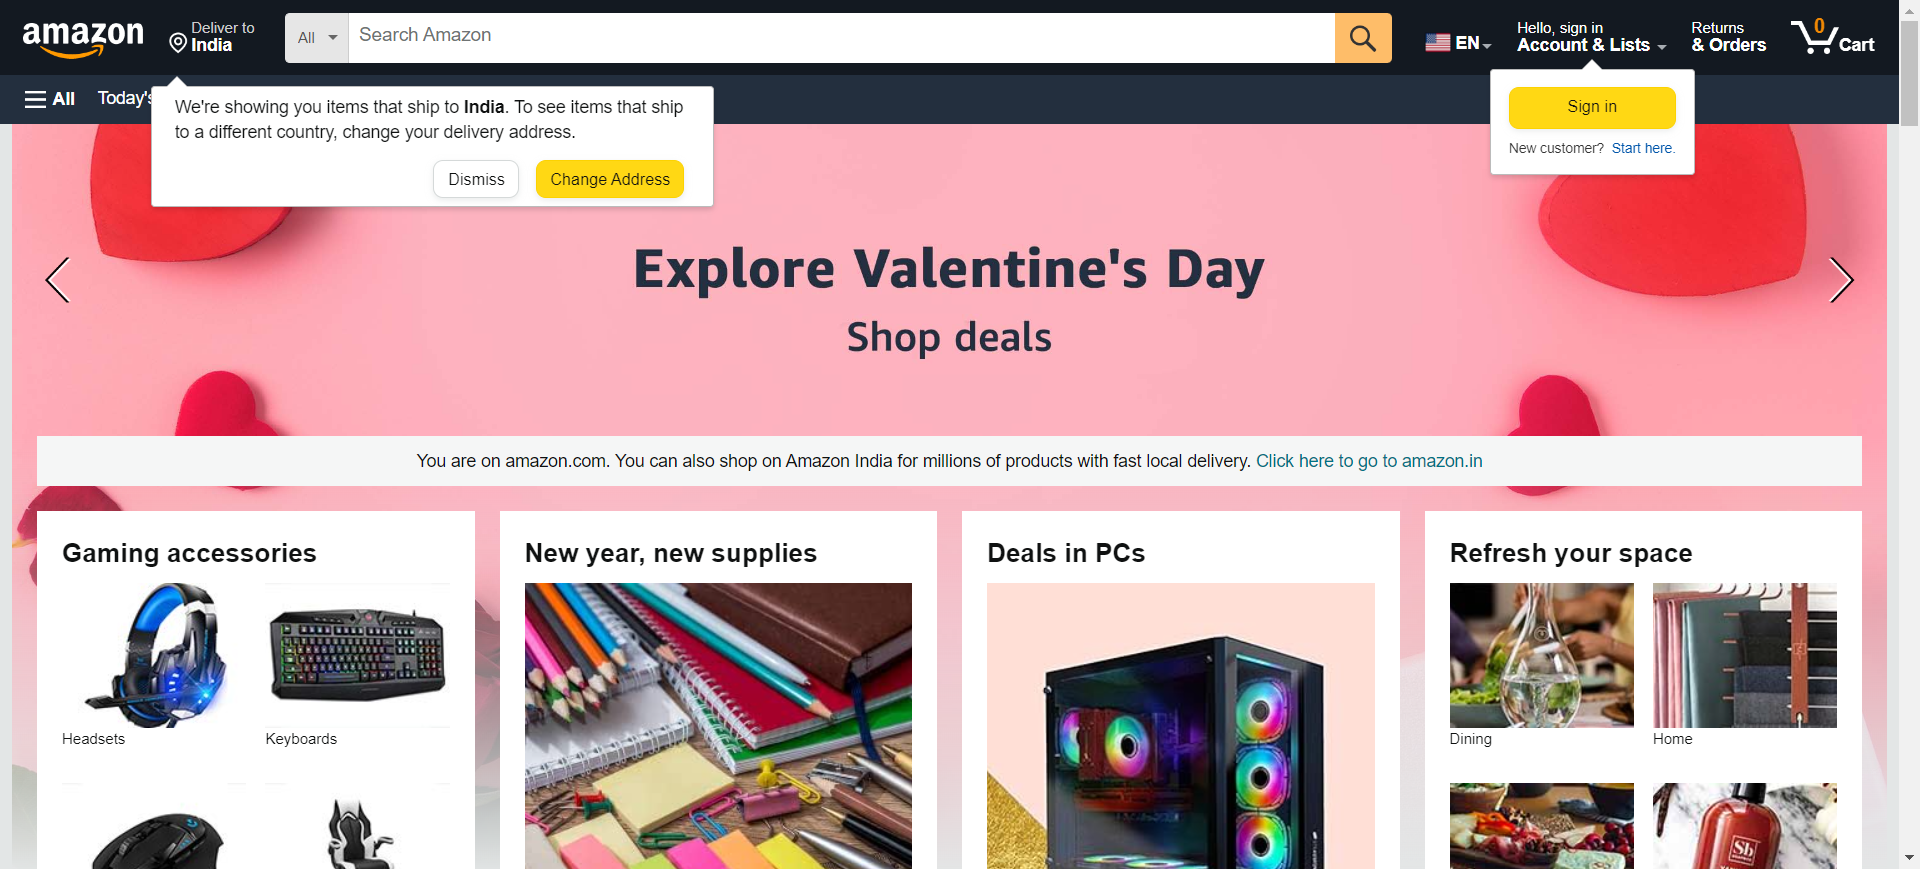 amazon
Deliver to
India
All
Search Amazon
EN
Hello, sign in
Account & Lists
Returns
& Orders
0
Cart
All
Today's
We're showing you items that ship to India. To see items that ship
to a different country, change your delivery address.
Dismiss
Change Address
Sign in
New customer? Start here.
Explore Valentine's Day
Shop deals
You are on amazon.com. You can also shop on Amazon India for millions of products with fast local delivery. Click here to go to amazon.in
Gaming accessories
Headsets
Keyboards
New year, new supplies
Deals in PCs
Refresh your space
Dining
Home
Sb